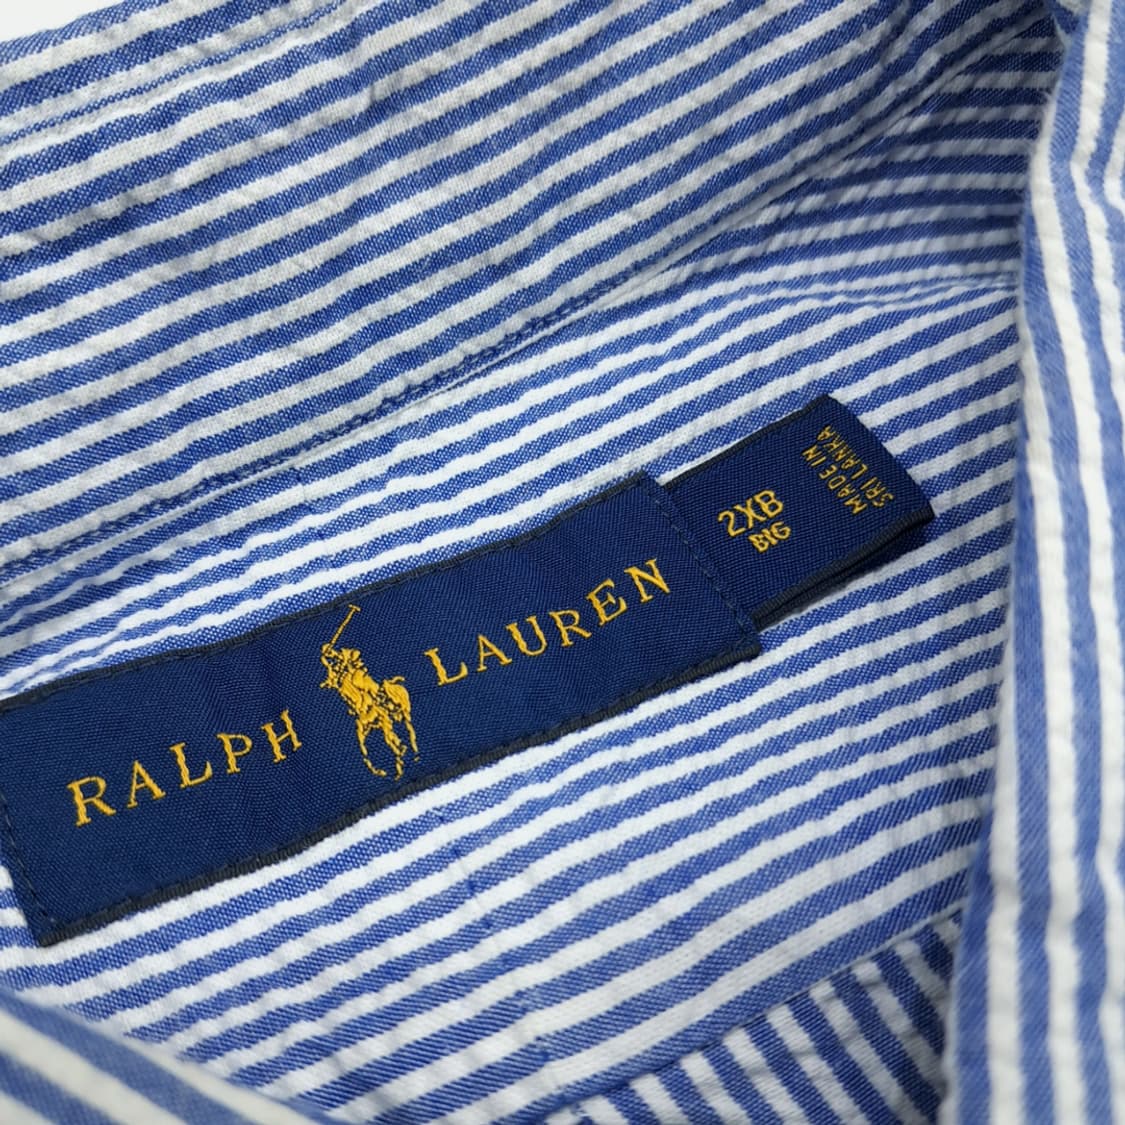 RALPH LAUREN
2XB
BIG
MADE IN
SRI LANKA